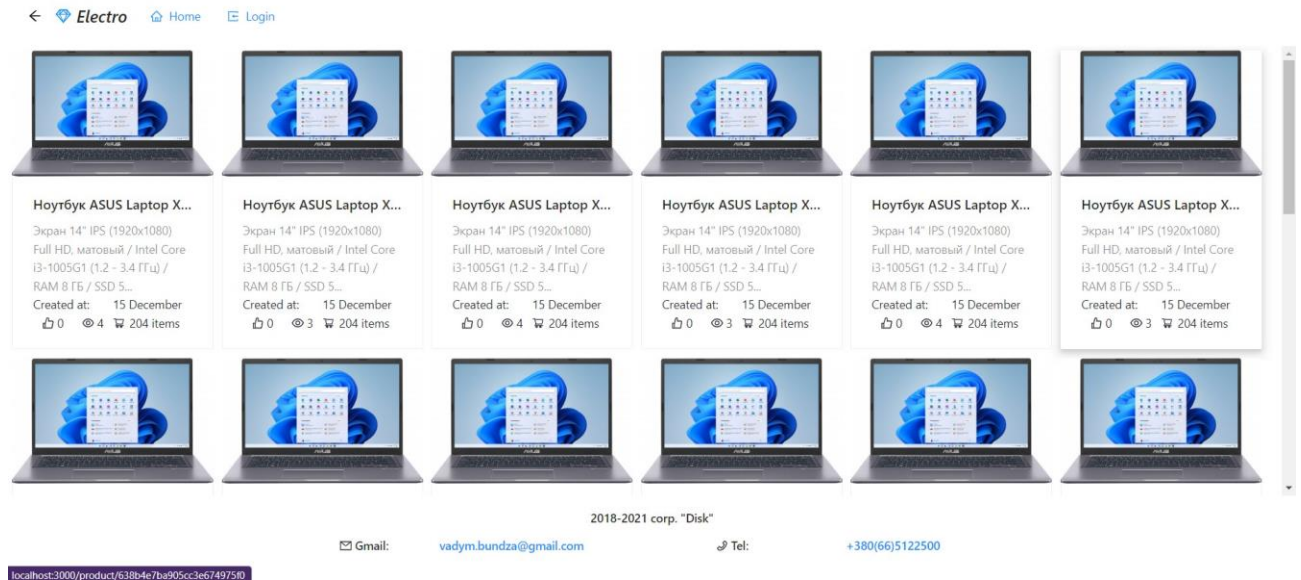 Electro Home Login
Ноутбук ASUS Laptop X...
Экран 14" IPS (1920x1080)
Full HD, матовый / Intel Core
i3-1005G1 (1.2 - 3.4 ГГц) /
RAM 8 ГБ / SSD 5...
Created at: 15 December
0 4 204 items
Ноутбук ASUS Laptop X...
Экран 14" IPS (1920x1080)
Full HD, матовый / Intel Core
i3-1005G1 (1.2 - 3.4 ГГц) /
RAM 8 ГБ / SSD 5...
Created at: 15 December
0 3 204 items
Ноутбук ASUS Laptop X...
Экран 14" IPS (1920x1080)
Full HD, матовый / Intel Core
i3-1005G1 (1.2 - 3.4 ГГц) /
RAM 8 ГБ / SSD 5...
Created at: 15 December
0 4 204 items
Ноутбук ASUS Laptop X...
Экран 14" IPS (1920x1080)
Full HD, матовый / Intel Core
i3-1005G1 (1.2 - 3.4 ГГц) /
RAM 8 ГБ / SSD 5...
Created at: 15 December
0 3 204 items
Ноутбук ASUS Laptop X...
Экран 14" IPS (1920x1080)
Full HD, матовый / Intel Core
i3-1005G1 (1.2 - 3.4 ГГц) /
RAM 8 ГБ / SSD 5...
Created at: 15 December
0 4 204 items
Ноутбук ASUS Laptop X...
Экран 14" IPS (1920x1080)
Full HD, матовый / Intel Core
i3-1005G1 (1.2 - 3.4 ГГц) /
RAM 8 ГБ / SSD 5...
Created at: 15 December
0 3 204 items
2018-2021 corp. "Disk"
Gmail: vadym.bundza@gmail.com Tel: +380(66)5122500
localhost:3000/product/638b4e7ba905cc3e674975f0